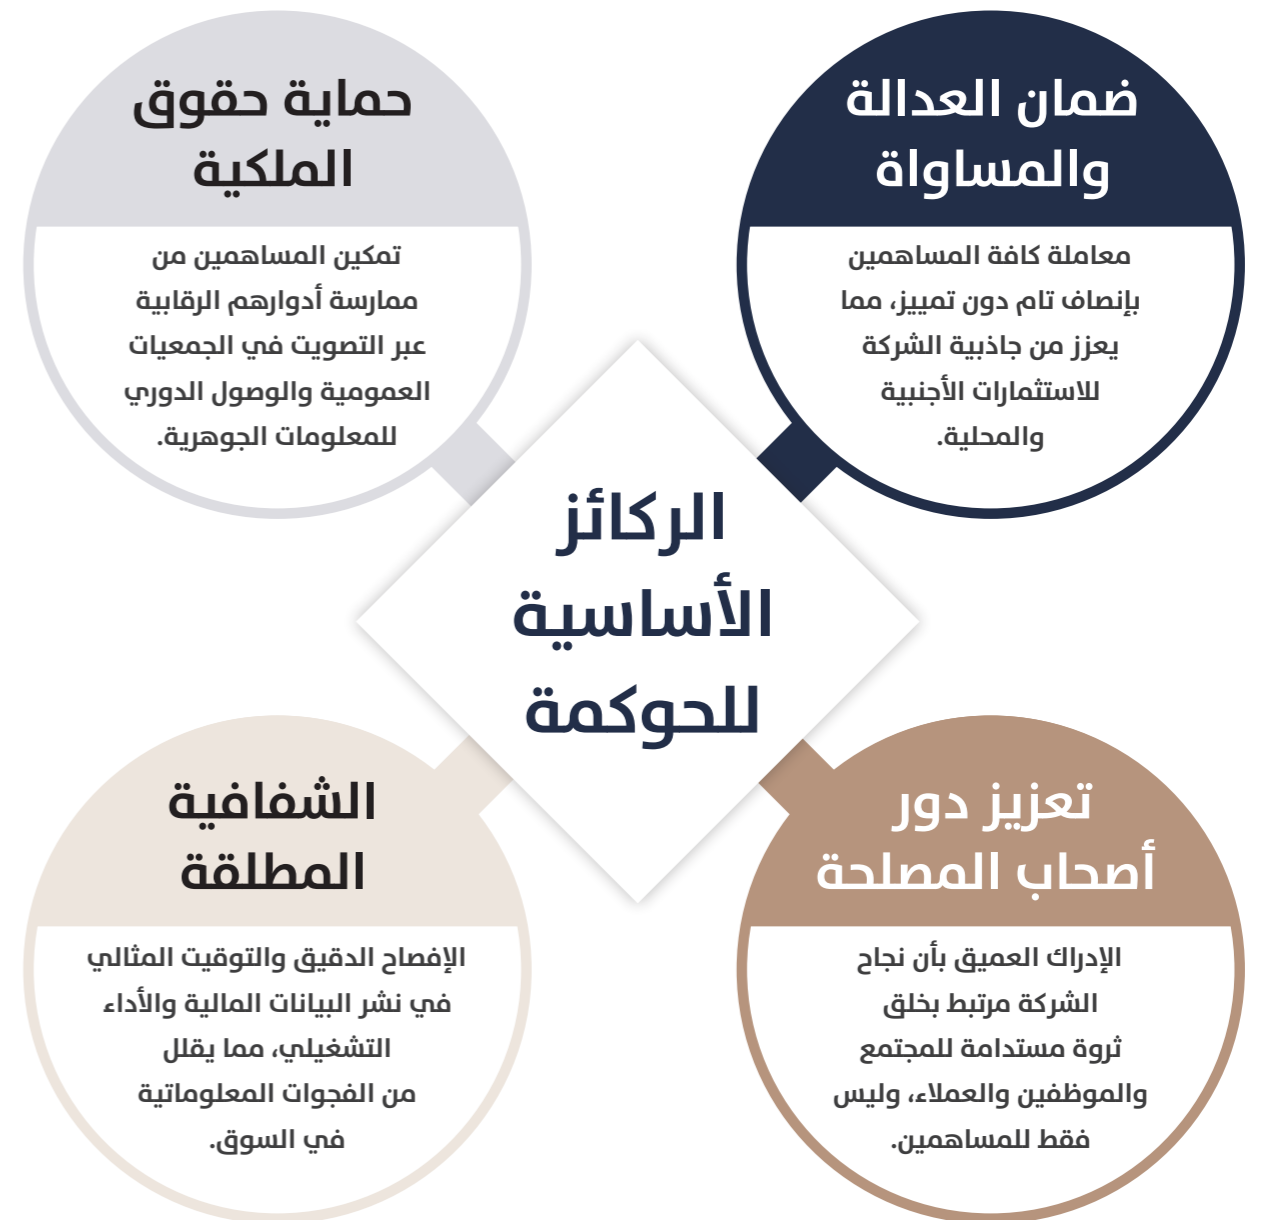 ضمان العدالة
والمساواة
معاملة كافة المساهمين
بإنصاف تام دون تمييز، مما
يعزز من جاذبية الشركة
للاستثمارات الأجنبية
والمحلية.
حماية حقوق
الملكية
تمكين المساهمين من
ممارسة أدوارهم الرقابية
عبر التصويت في الجمعيات
العمومية والوصول الدوري
للمعلومات الجوهرية.
الركائز
الأساسية
للحوكمة
تعزيز دور
أصحاب المصلحة
الإدراك العميق بأن نجاح
الشركة مرتبط بخلق
ثروة مستدامة للمجتمع
والموظفين والعملاء، وليس
فقط للمساهمين.
الشفافية
المطلقة
الإفصاح الدقيق والتوقيت المثالي
في نشر البيانات المالية والأداء
التشغيلي، مما يقلل
من الفجوات المعلوماتية
في السوق.